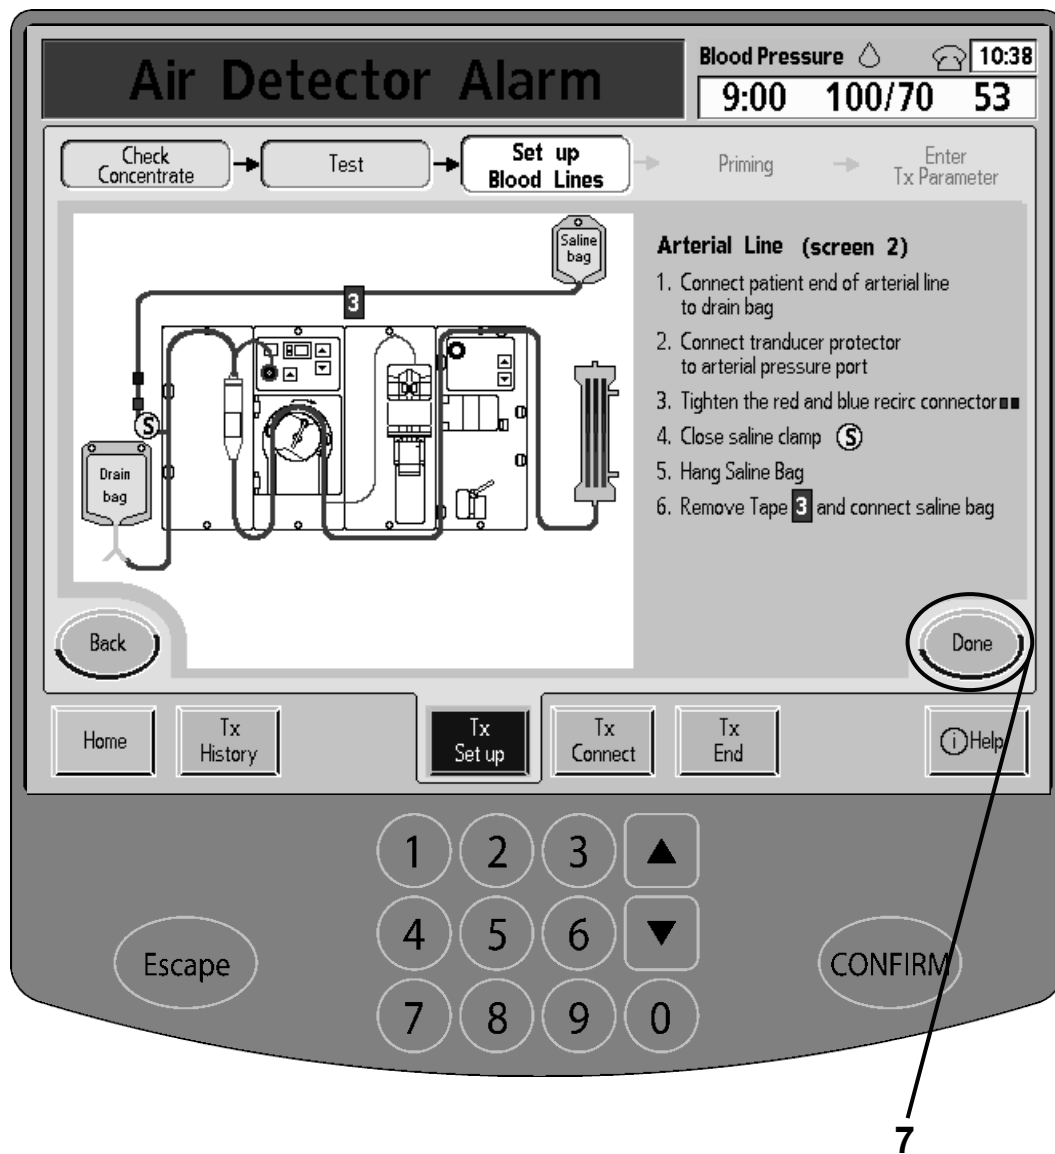 Air Detector Alarm
Blood Pressure
10:38
9:00 100/70 53
Check
Concentrate
Test
Set up
Blood Lines
Priming
Enter
Tx Parameter
Saline
bag
3
S
Drain
bag
Arterial Line (screen 2)
1. Connect patient end of arterial line
to drain bag
2. Connect tranducer protector
to arterial pressure port
3. Tighten the red and blue recirc connector
4. Close saline clamp S
5. Hang Saline Bag
6. Remove Tape 3 and connect saline bag
Back
Done
Home
Tx
History
Tx
Set up
Tx
Connect
Tx
End
i Help
1 2 3
4 5 6
7 8 9 0
Escape
CONFIRM
7